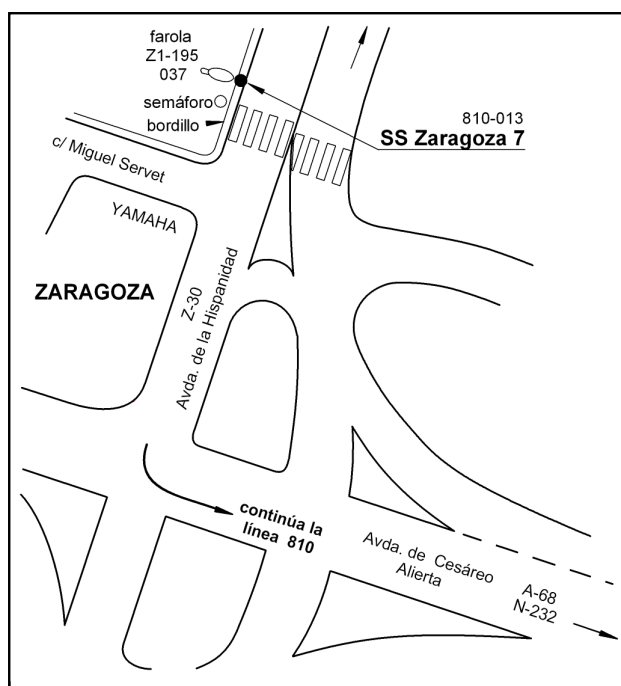 farola
Z1-195
037
semáforo
bordillo
810-013
SS Zaragoza 7
c/ Miguel Servet
YAMAHA
ZARAGOZA
Z-30
Avda. de la Hispanidad
continúa la
línea 810
Avda. de Cesáreo
Alierta
A-68
N-232